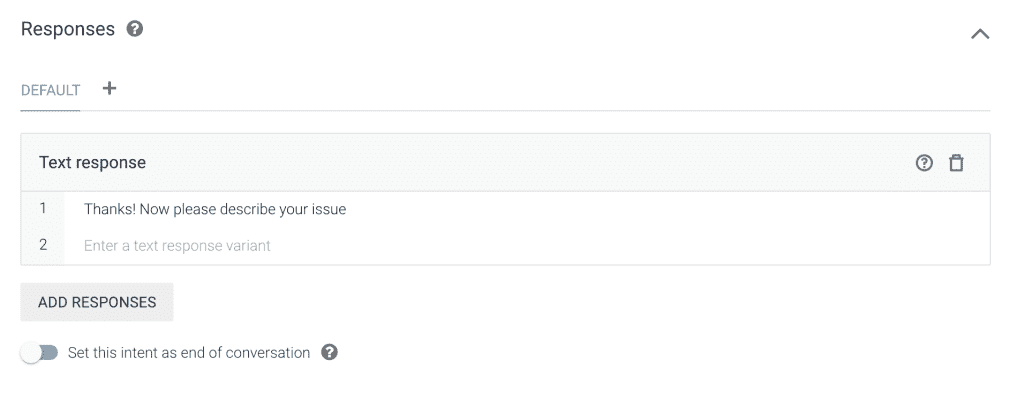 Responses
DEFAULT +
Text response
1 Thanks! Now please describe your issue
2 Enter a text response variant
ADD RESPONSES
Set this intent as end of conversation